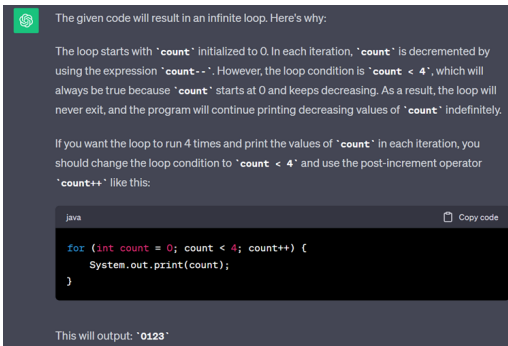 The given code will result in an infinite loop. Here's why:
The loop starts with `count` initialized to 0. In each iteration, `count` is decremented by
using the expression `count--`. However, the loop condition is `count < 4`, which will
always be true because `count` starts at 0 and keeps decreasing. As a result, the loop
will never exit, and the program will continue printing decreasing values of `count` indefinitely.
If you want the loop to run 4 times and print the values of `count` in each iteration, you
should change the loop condition to `count < 4` and use the post-increment operator
`count++` like this:
java Copy code
for (int count = 0; count < 4; count++) {
    System.out.print(count);
}
This will output: `0123`